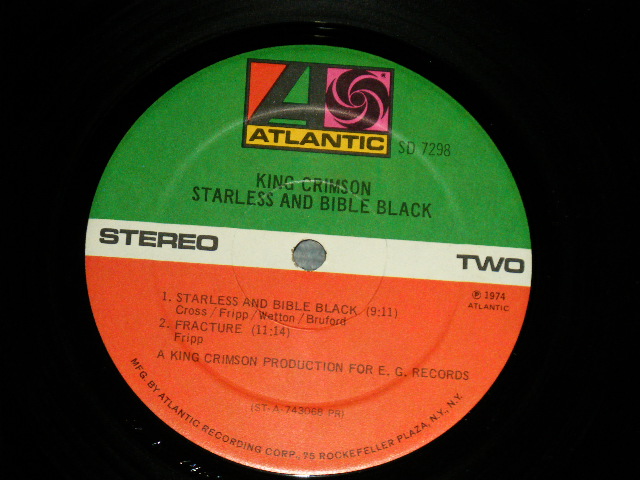 ATLANTIC
SD 7298
KING CRIMSON
STARLESS AND BIBLE BLACK
STEREO
TWO
1. STARLESS AND BIBLE BLACK (9:11)
Cross/Fripp/Wetton/Bruford
2. FRACTURE (11:14)
Fripp
℗ 1974
ATLANTIC
A KING CRIMSON PRODUCTION FOR E. G. RECORDS
(ST-A-743068 PR)
MFG. BY ATLANTIC RECORDING CORP., 75 ROCKEFELLER PLAZA, N.Y., N.Y.